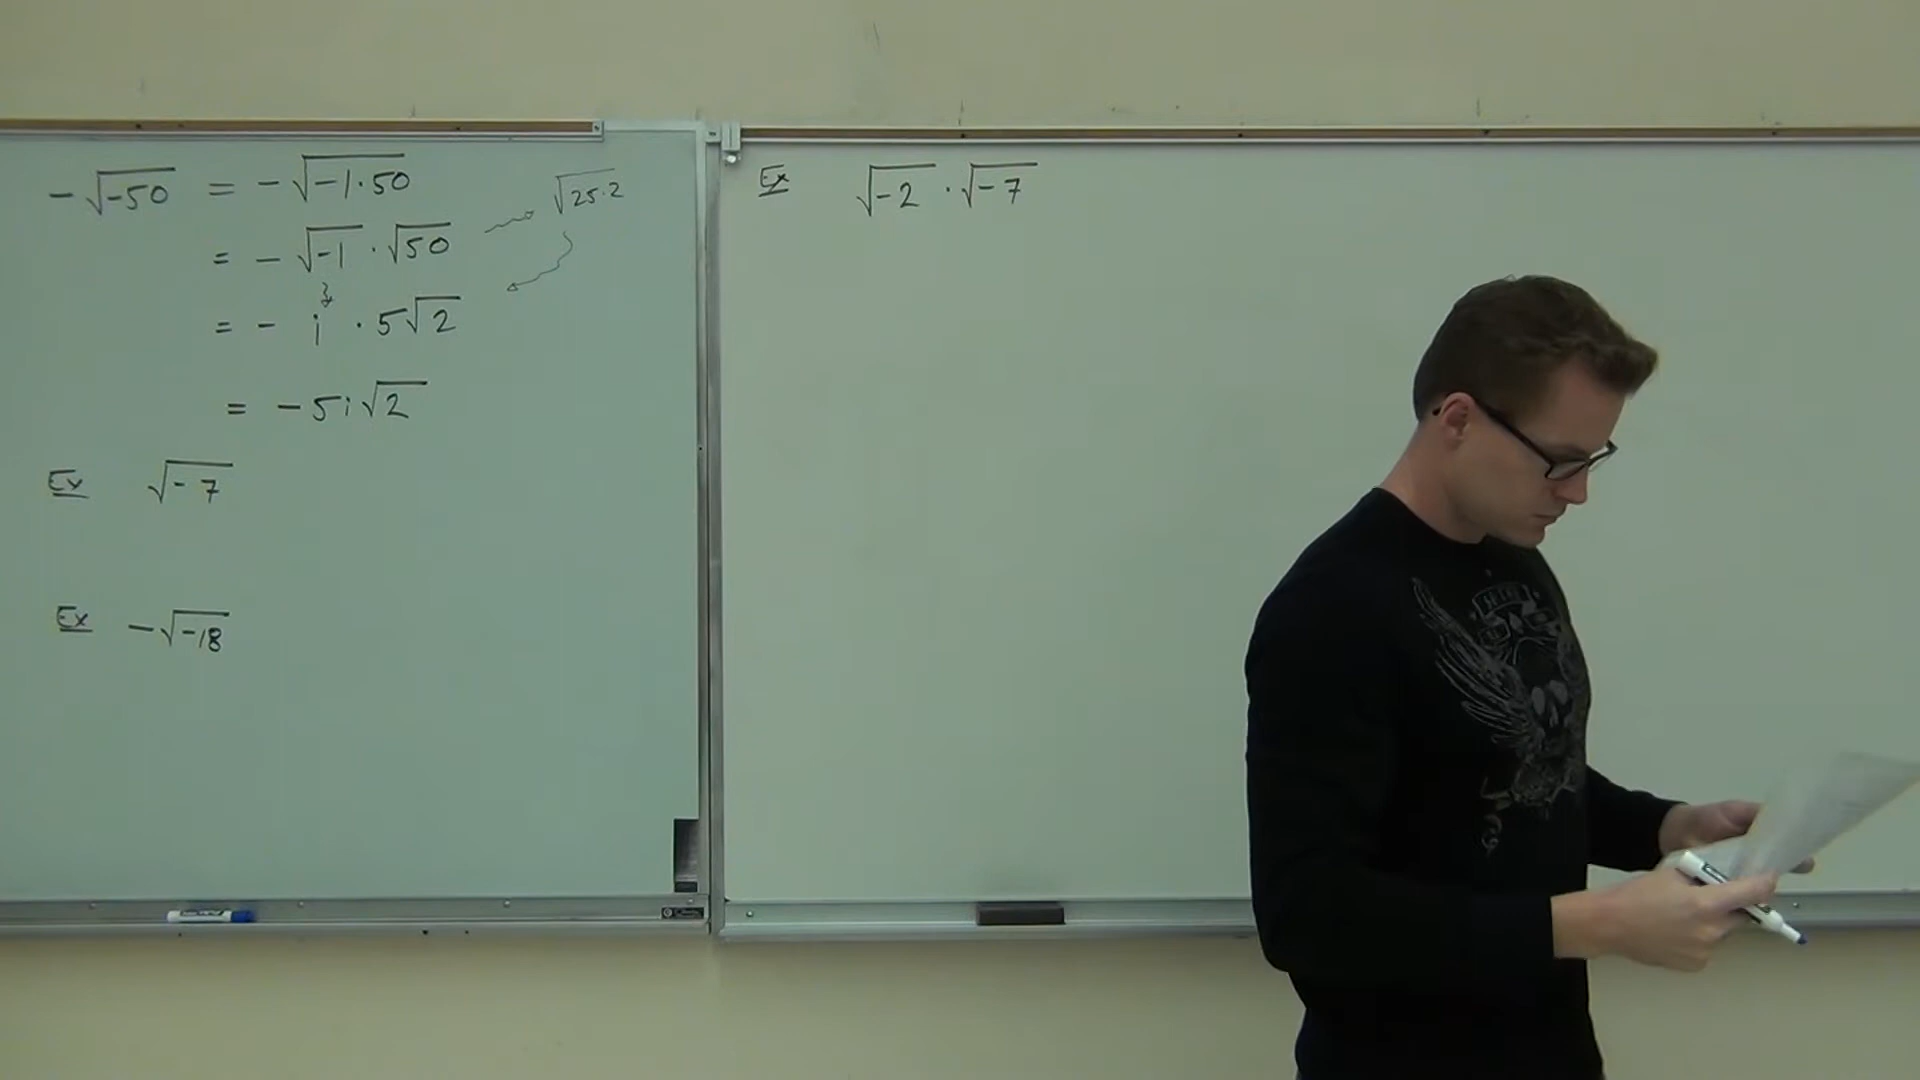 -√-50 = -√-1·50
= -√-1 · √50
√25·2
= - i · 5√2
= -5i√2
Ex √-7
Ex -√-18
Ex √-2 · √-7